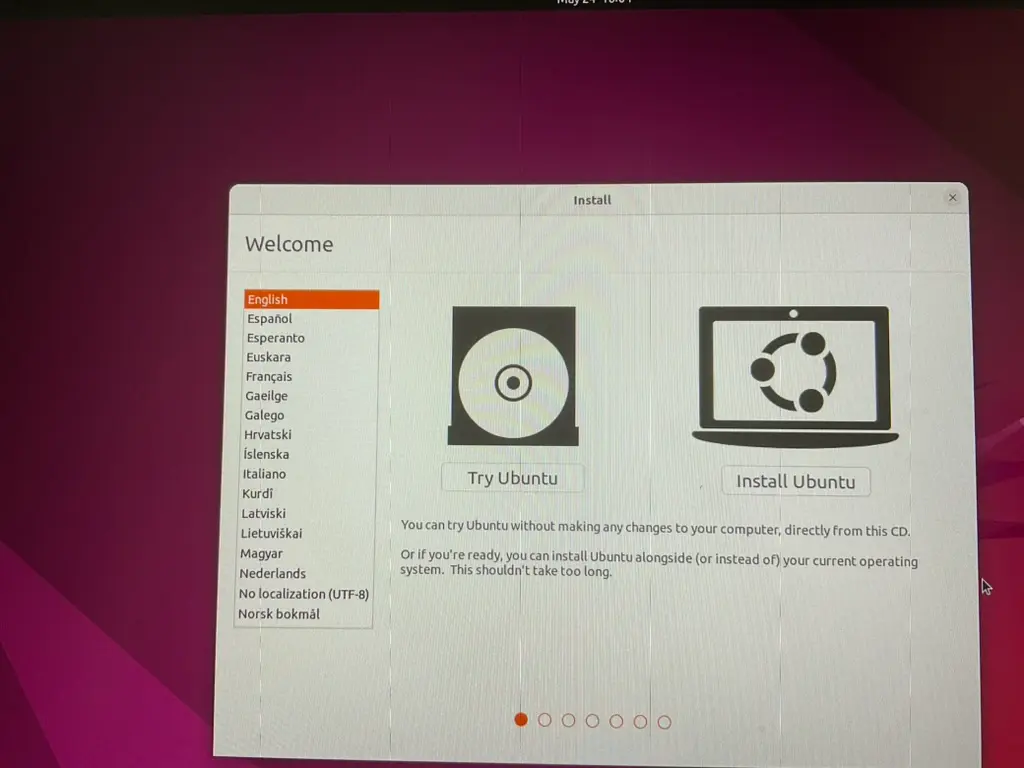 Install
Welcome
English
Español
Esperanto
Euskara
Français
Gaeilge
Galego
Hrvatski
Íslenska
Italiano
Kurdî
Latviski
Lietuviškai
Magyar
Nederlands
No localization (UTF-8)
Norsk bokmål
Try Ubuntu
Install Ubuntu
You can try Ubuntu without making any changes to your computer, directly from this CD.
Or if you're ready, you can install Ubuntu alongside (or instead of) your current operating
system. This shouldn't take too long.